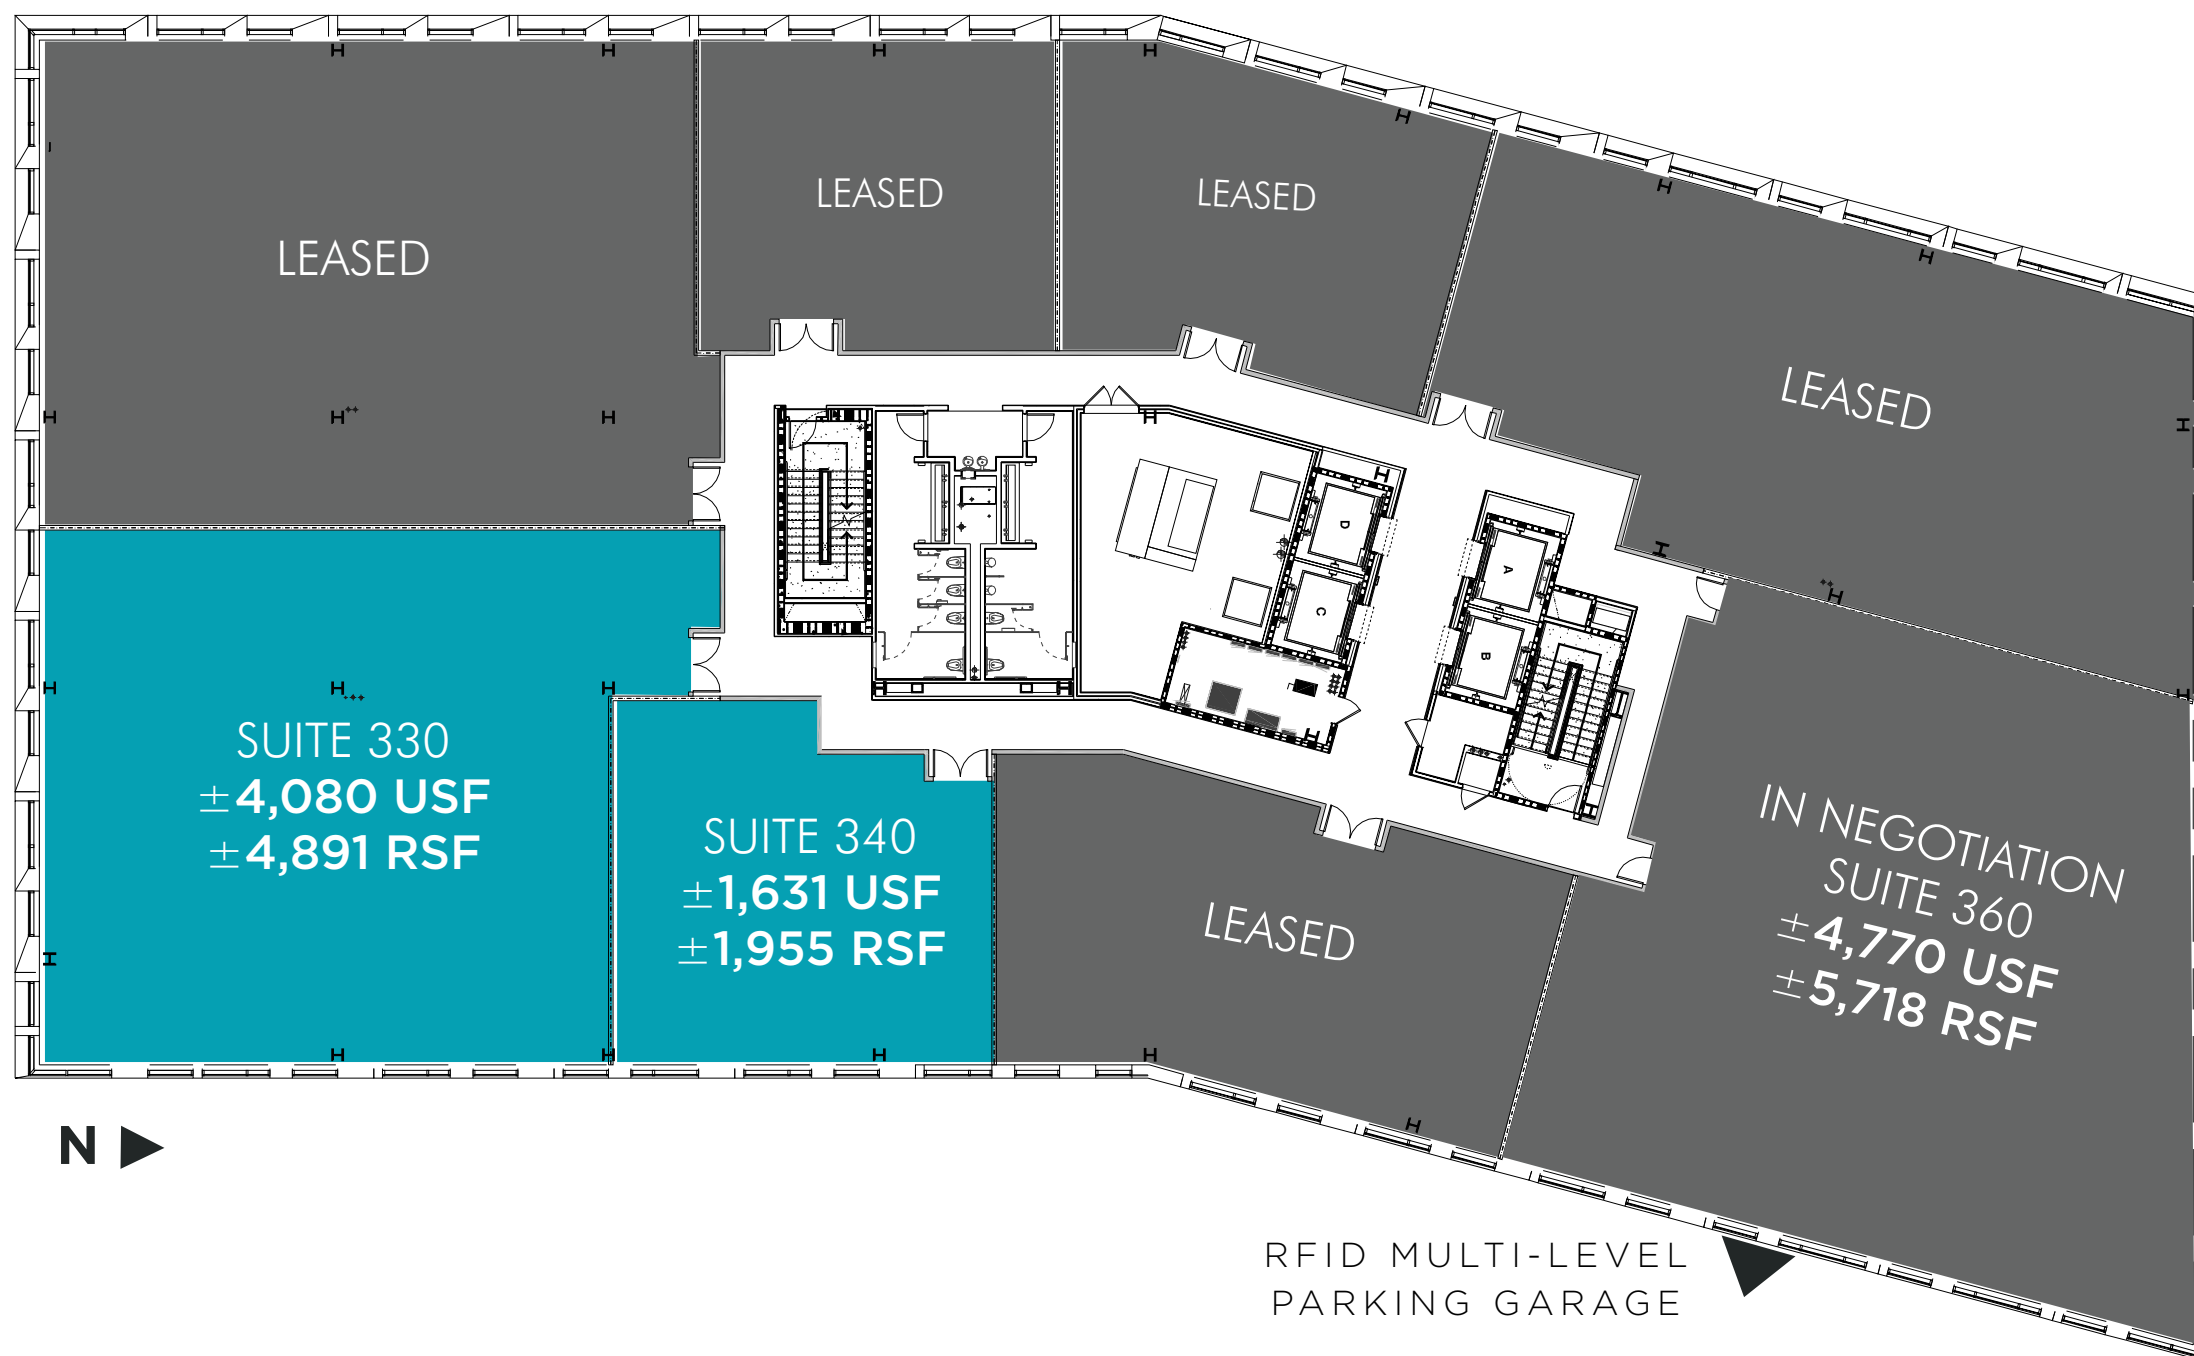 LEASED
LEASED
LEASED
LEASED
D
C
A
B
SUITE 330
±4,080 USF
±4,891 RSF
SUITE 340
±1,631 USF
±1,955 RSF
LEASED
IN NEGOTIATION
SUITE 360
±4,770 USF
±5,718 RSF
N
RFID MULTI-LEVEL
PARKING GARAGE